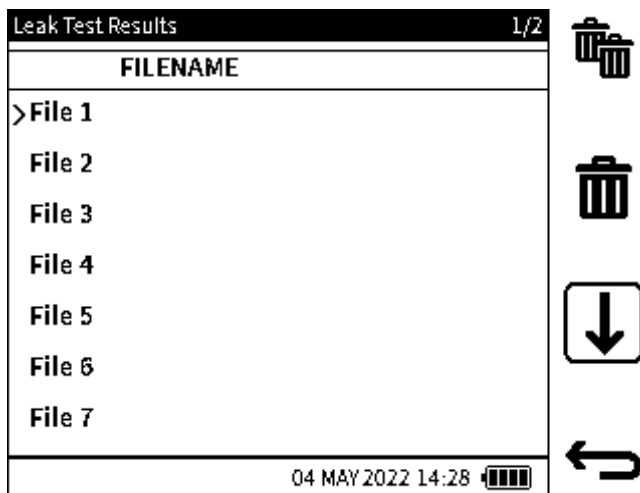 Leak Test Results 1/2
FILENAME
>File 1
File 2
File 3
File 4
File 5
File 6
File 7
04 MAY 2022 14:28